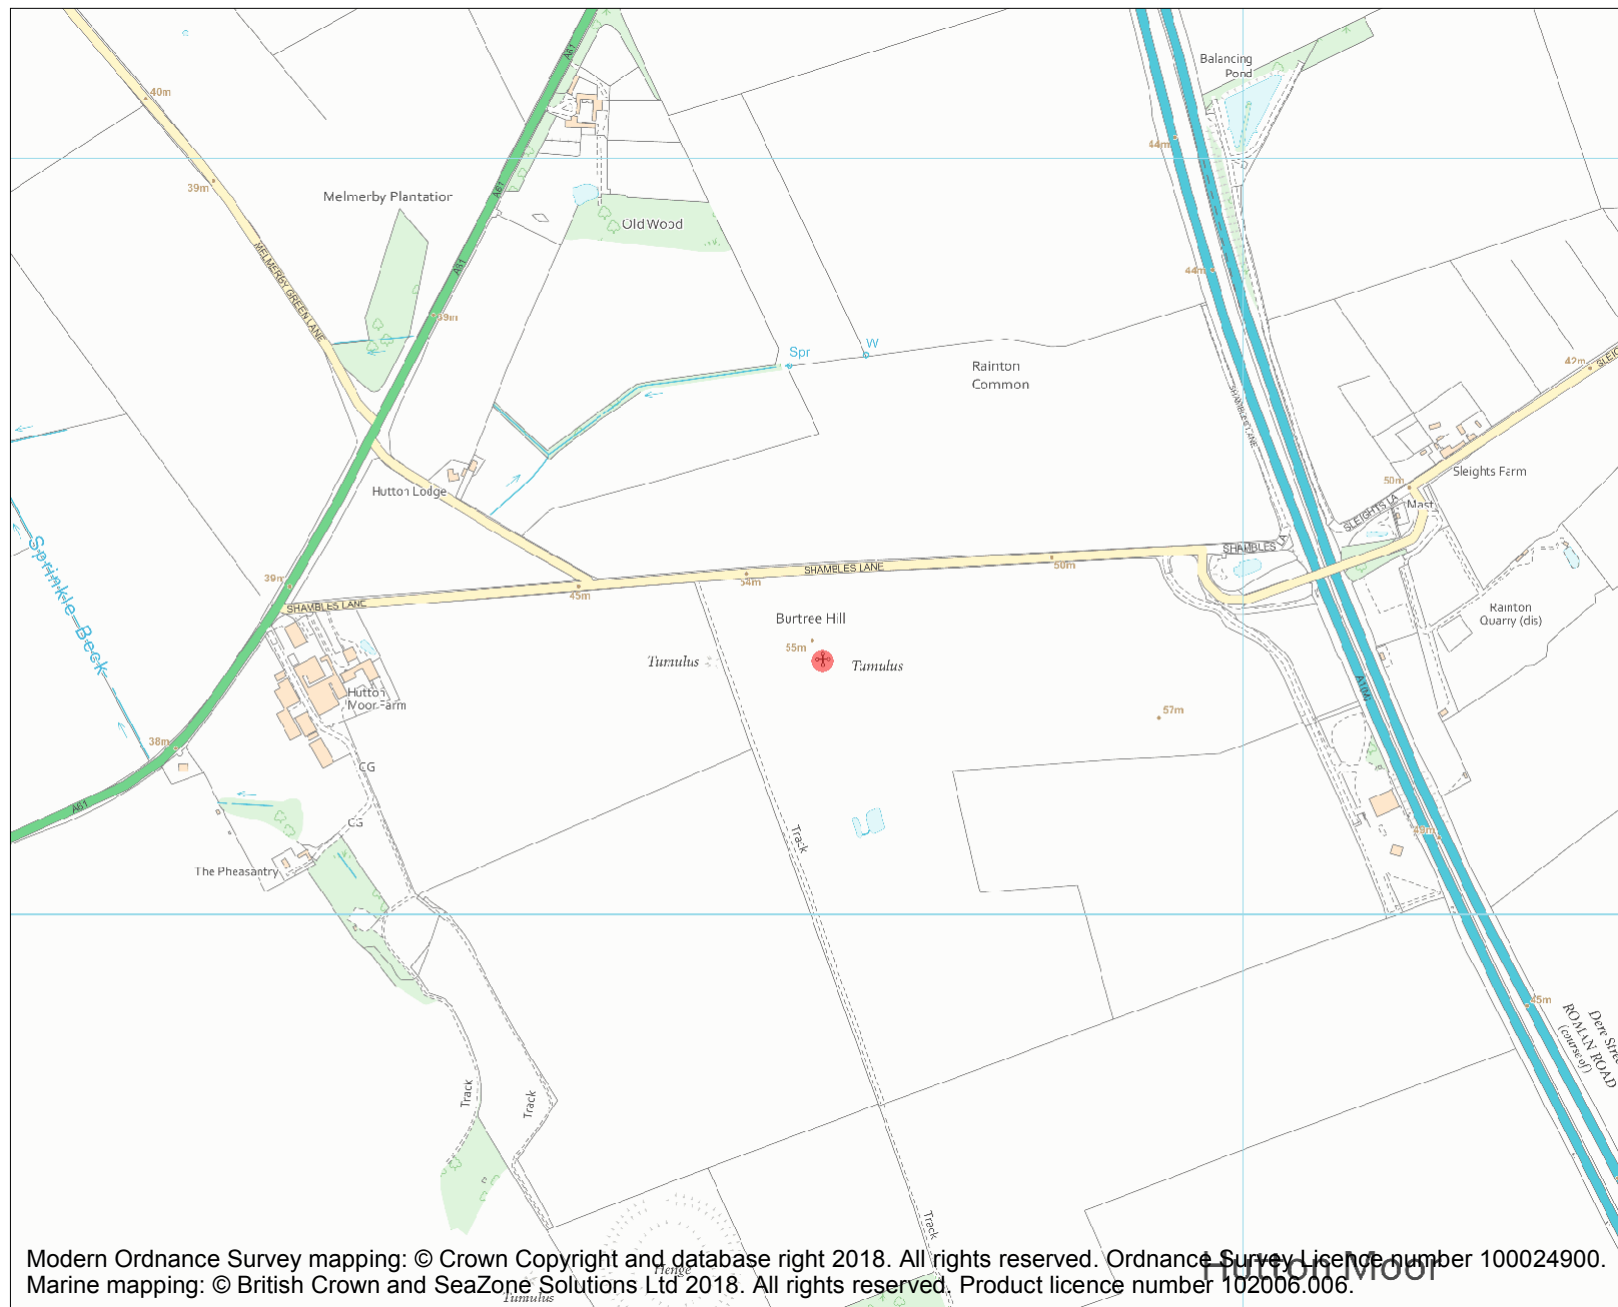 A61
Balancing
Pond
40m
44m
39m
A61
Melmerby Plantation
Old Wood
MELMERBY GREEN LANE
A61
44m
39m
Spr
W
Rainton
Common
42m
SHAMBLES LANE
Sleights Farm
50m
Hutton Lodge
Mast
SLEIGHTS LA
SHAMBLES LA
Sprinkle Beck
SHAMBLES LANE
50m
39m
54m
45m
SHAMBLES LANE
Burtree Hill
Rainton
Quarry (dis)
55m
Tumulus
Tumulus
A1(M)
Hutton
Moor Farm
57m
38m
CG
A61
CG
Track
The Pheasantry
45m
Dere Stree
ROMAN ROAD
(course of)
Track
Track
Track
Hutton Moor
Henge
Tumulus
Modern Ordnance Survey mapping: © Crown Copyright and database right 2018. All rights reserved. Ordnance Survey Licence number 100024900.
Marine mapping: © British Crown and SeaZone Solutions Ltd 2018. All rights reserved. Product licence number 102006.006.